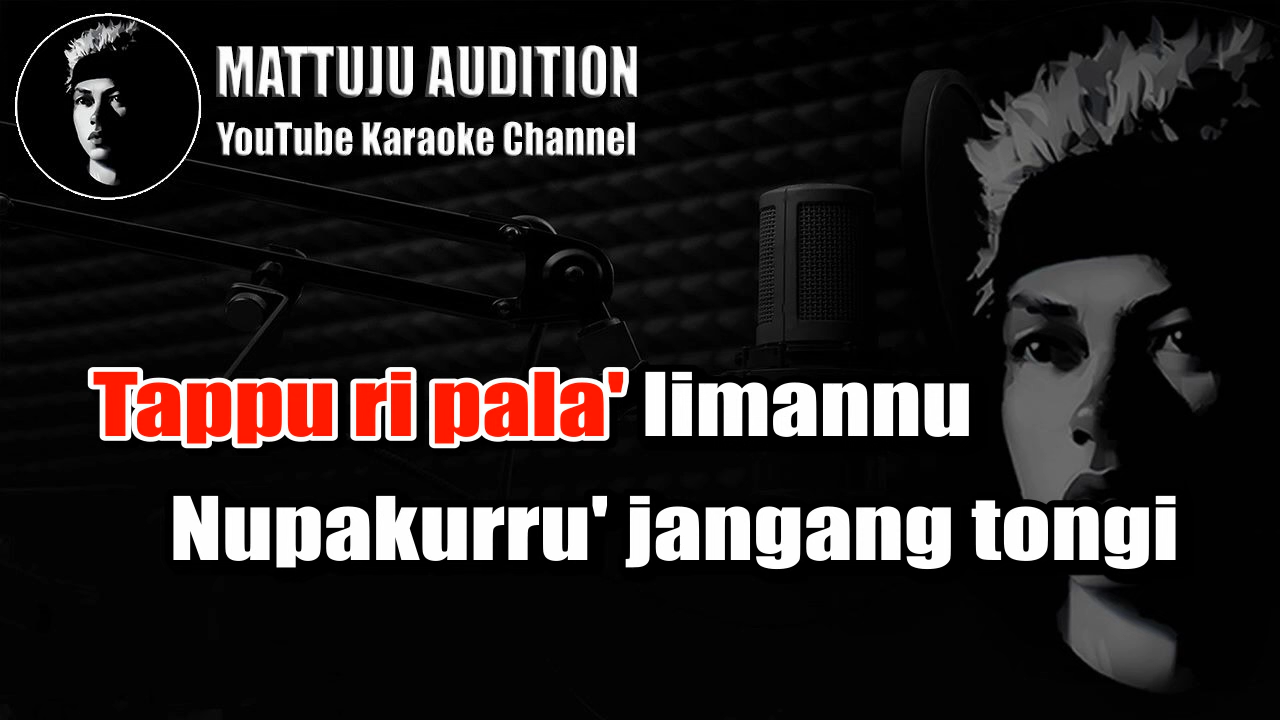 MATTUJU AUDITION
YouTube Karaoke Channel
Tappu ri pala' limannu
Nupakurru' jangang tongi